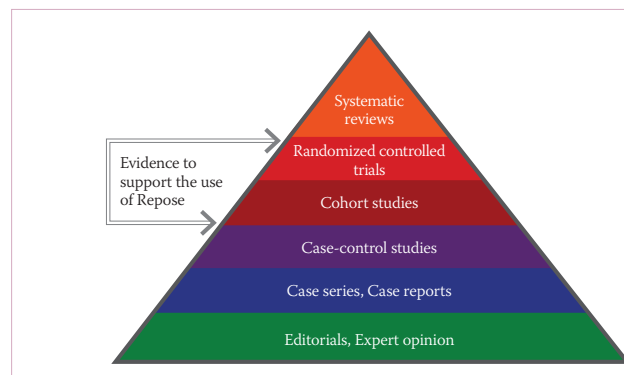 Systematic
reviews
Randomized controlled
trials
Evidence to
support the use
of Repose
Cohort studies
Case-control studies
Case series, Case reports
Editorials, Expert opinion